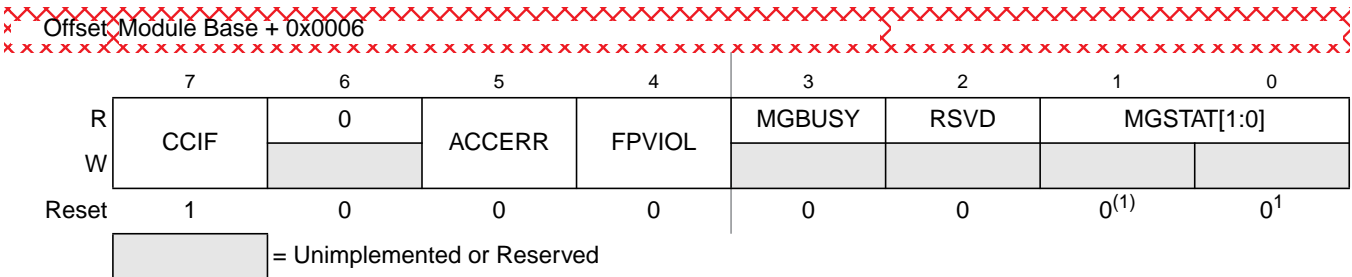 Offset Module Base + 0x0006
7 6 5 4 3 2 1 0
R CCIF 0 ACCERR FPVIOL MGBUSY RSVD MGSTAT[1:0]
W
Reset 1 0 0 0 0 0 0(1) 01
= Unimplemented or Reserved